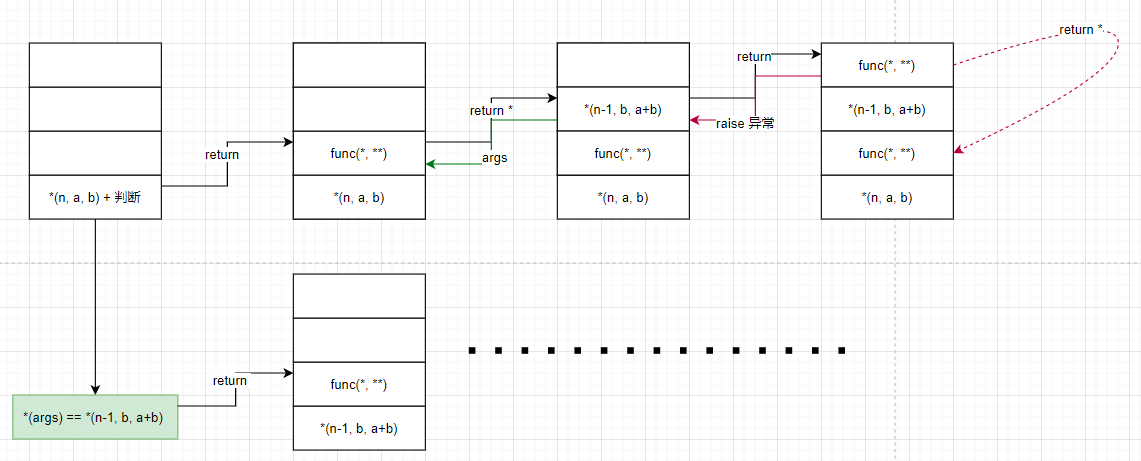 return *
func(*, **)
return
*(n-1, b, a+b)
*(n-1, b, a+b)
return *
raise 异常
return
func(*, **)
args
func(*, **)
func(*, **)
*(n, a, b) + 判断
*(n, a, b)
*(n, a, b)
*(n, a, b)
return
func(*, **)
*(args) == *(n-1, b, a+b)
*(n-1, b, a+b)